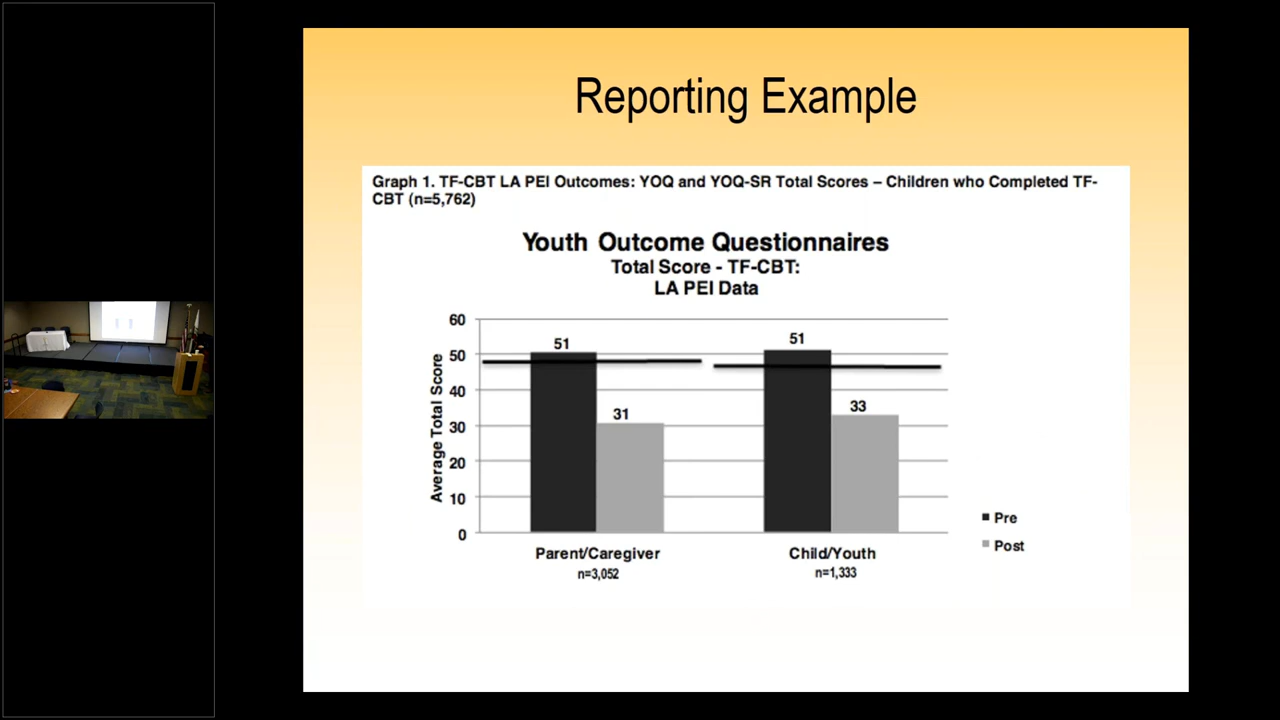 Reporting Example
Graph 1. TF-CBT LA PEI Outcomes: YOQ and YOQ-SR Total Scores – Children who Completed TF-
CBT (n=5,762)
Youth Outcome Questionnaires
Total Score - TF-CBT:
LA PEI Data
Average Total Score
60
50
40
30
20
10
0
51
31
51
33
Parent/Caregiver
n=3,052
Child/Youth
n=1,333
Pre
Post